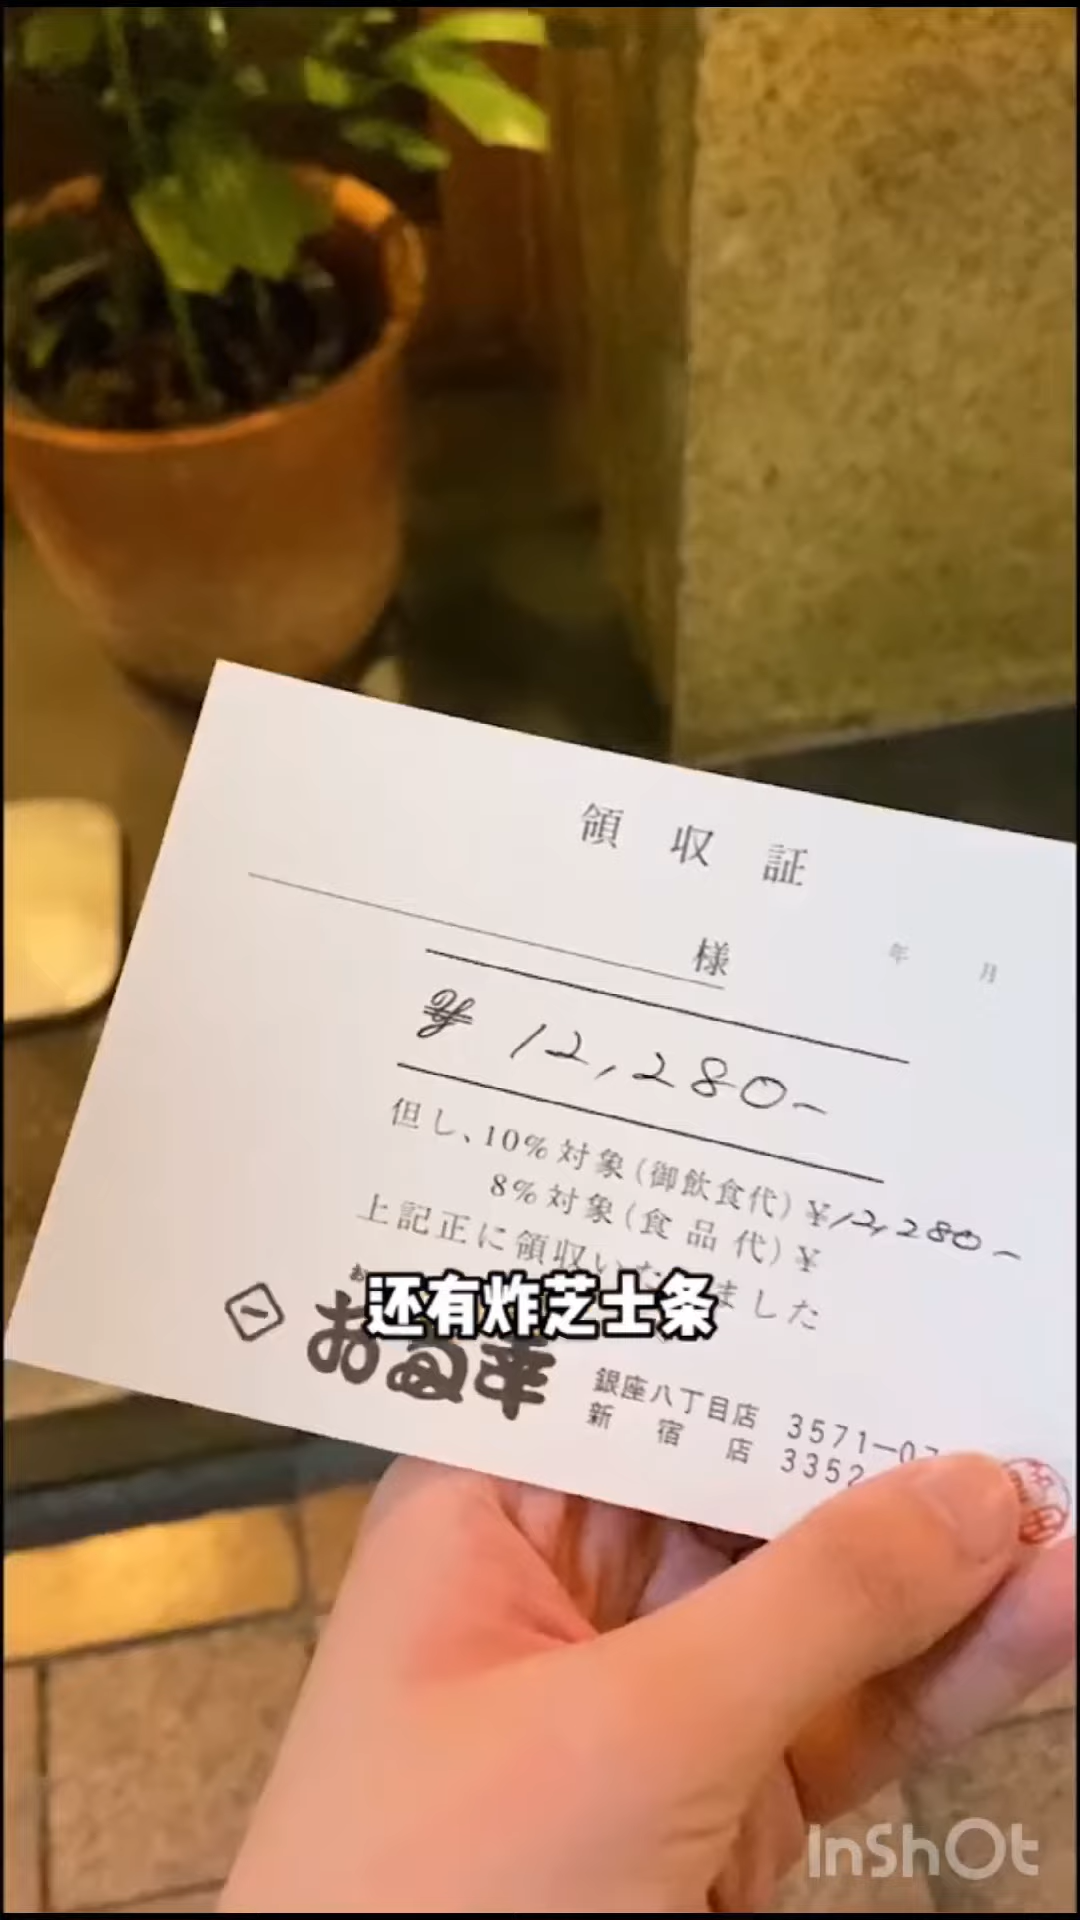 領収証
様
年 月
¥ 12,280-
但し、10%対象(御飲食代)¥12,280-
8%対象(食品代)¥
上記正に領収い
ました
还有炸芝士条
お多幸
銀座八丁目店 3571-0
新宿店 3352
InShOt